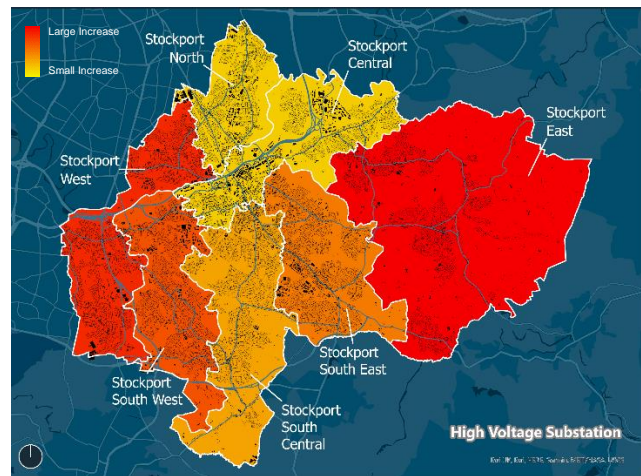 Large Increase
Small Increase
Stockport
North
Stockport
Central
Stockport
East
Stockport
West
Stockport
South East
Stockport
South West
Stockport
South
Central
High Voltage Substation